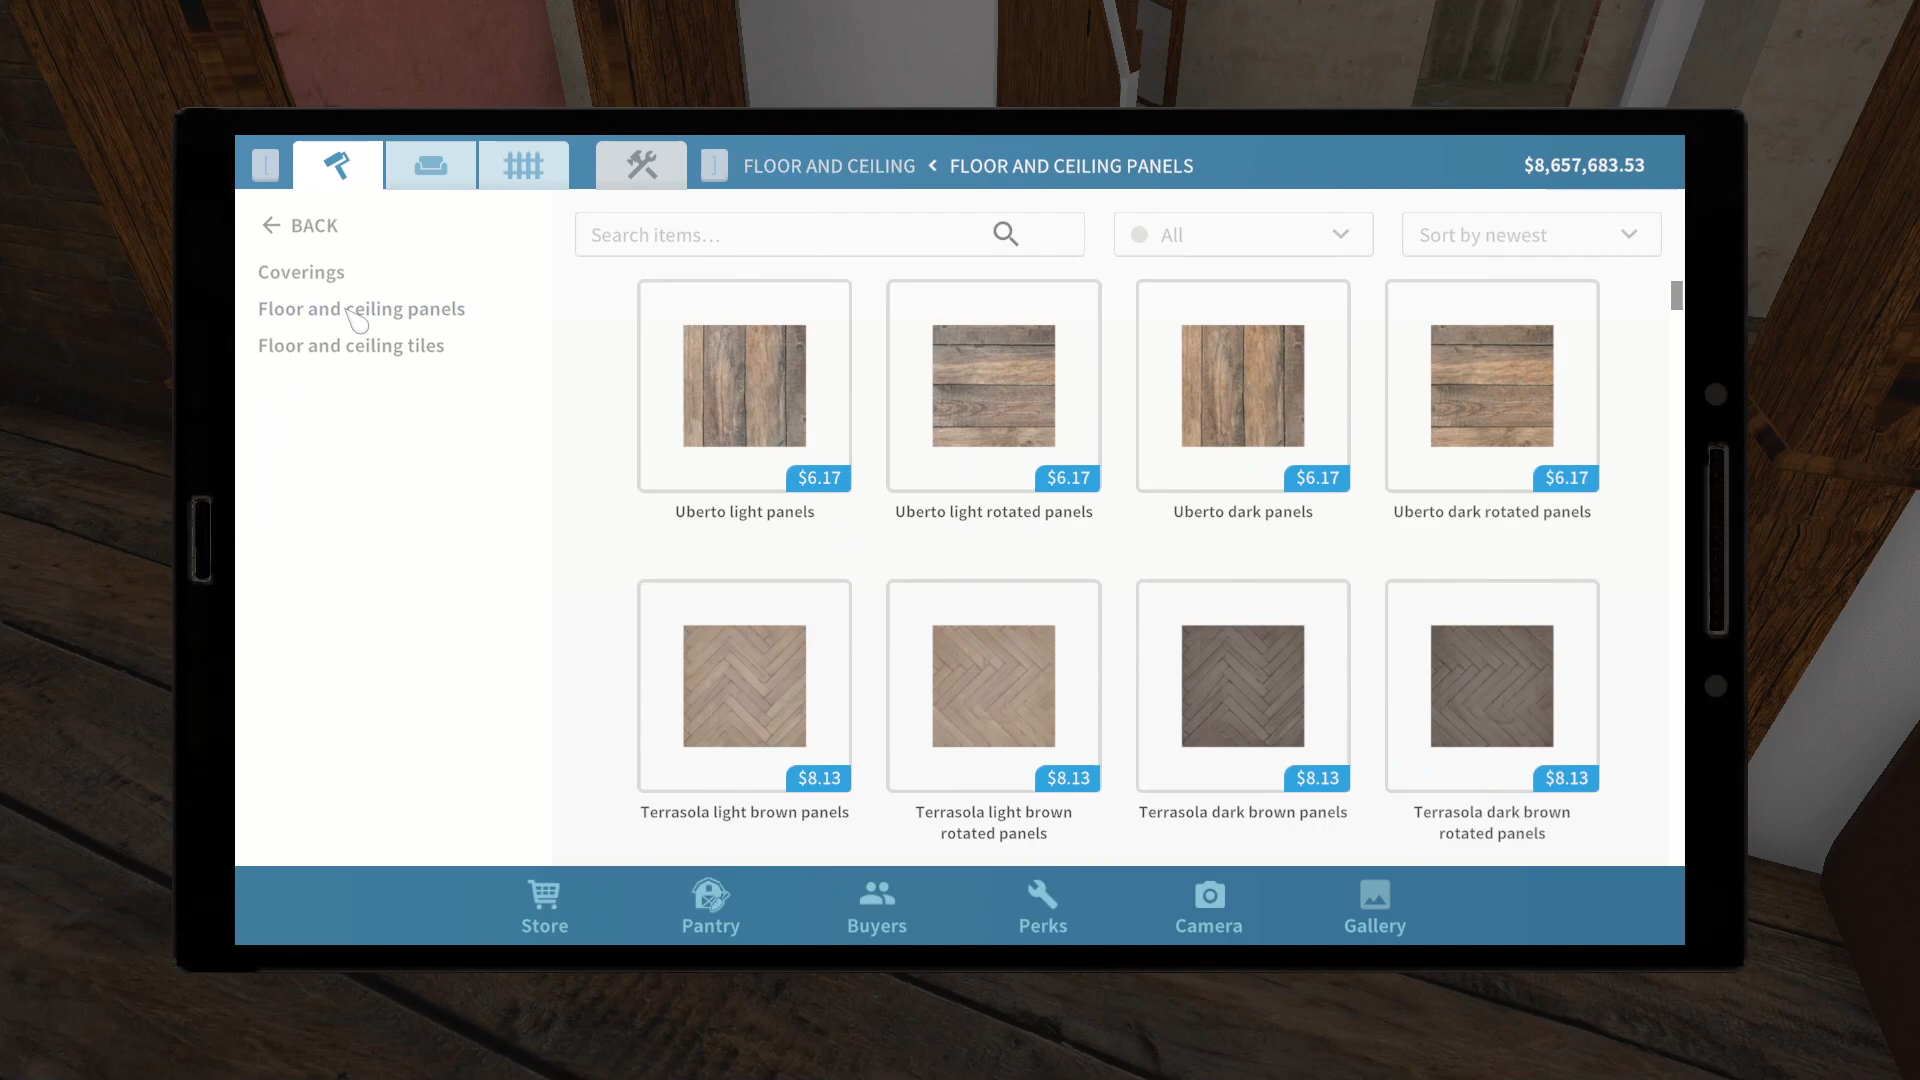 [
]
FLOOR AND CEILING < FLOOR AND CEILING PANELS
$8,657,683.53
BACK
Coverings
Floor and ceiling panels
Floor and ceiling tiles
Search items...
All
Sort by newest
$6.17
$6.17
$6.17
$6.17
Uberto light panels
Uberto light rotated panels
Uberto dark panels
Uberto dark rotated panels
$8.13
$8.13
$8.13
$8.13
Terrasola light brown panels
Terrasola light brown
rotated panels
Terrasola dark brown panels
Terrasola dark brown
rotated panels
Store
Pantry
Buyers
Perks
Camera
Gallery